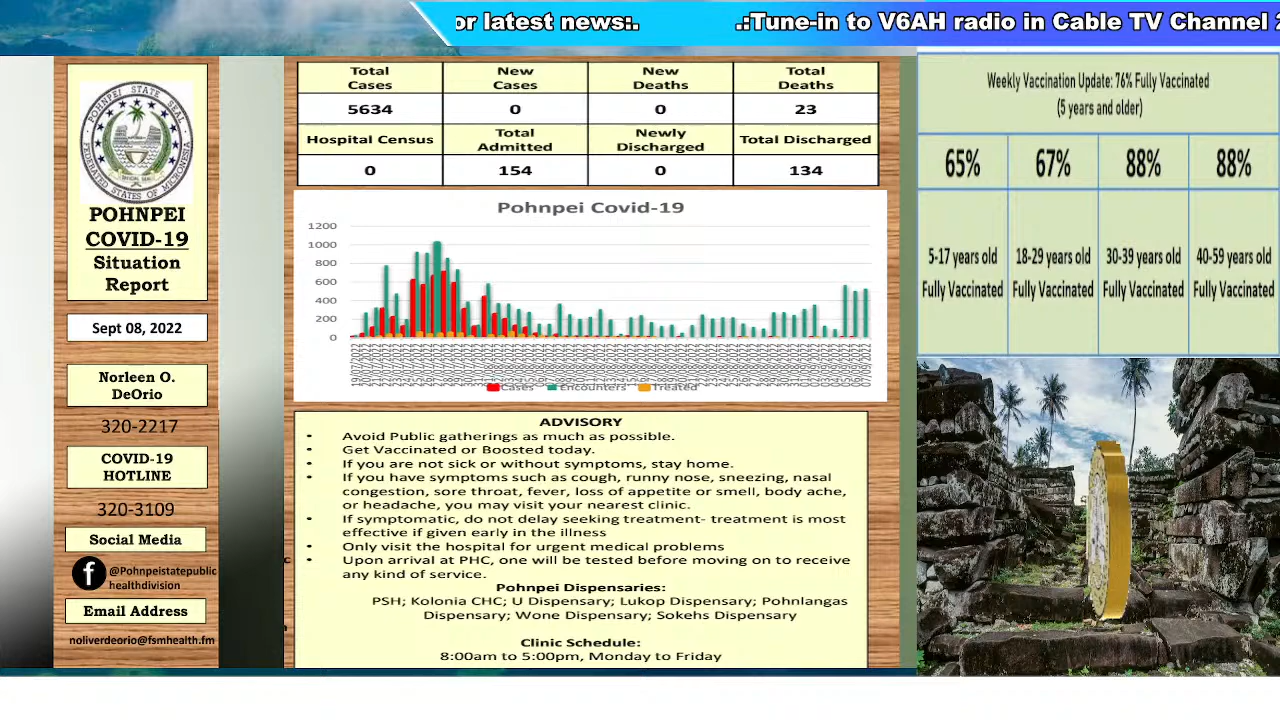 or latest news:.
.:Tune-in to V6AH radio in Cable TV Channel
POHNPEI STATE SEAL
FEDERATED STATES OF MICRONESIA
POHNPEI
COVID-19
Situation
Report
Sept 08, 2022
Norleen O.
DeOrio
320-2217
COVID-19
HOTLINE
320-3109
Social Media
f
@Pohnpeistatepublic
healthdivision
Email Address
noliverdeorio@fsmhealth.fm
Total Cases New Cases New Deaths Total Deaths
5634 0 0 23
Hospital Census Total Admitted Newly Discharged Total Discharged
0 154 0 134
Pohnpei Covid-19
1200
1000
800
600
400
200
0
Cases Encounters Treated
ADVISORY
• Avoid Public gatherings as much as possible.
• Get Vaccinated or Boosted today.
• If you are not sick or without symptoms, stay home.
• If you have symptoms such as cough, runny nose, sneezing, nasal
congestion, sore throat, fever, loss of appetite or smell, body ache,
or headache, you may visit your nearest clinic.
• If symptomatic, do not delay seeking treatment- treatment is most
effective if given early in the illness
• Only visit the hospital for urgent medical problems
• Upon arrival at PHC, one will be tested before moving on to receive
any kind of service.
Pohnpei Dispensaries:
PSH; Kolonia CHC; U Dispensary; Lukop Dispensary; Pohnlangas
Dispensary; Wone Dispensary; Sokehs Dispensary
Clinic Schedule:
8:00am to 5:00pm, Monday to Friday
Weekly Vaccination Update: 76% Fully Vaccinated
(5 years and older)
65% 67% 88% 88%
5-17 years old 18-29 years old 30-39 years old 40-59 years old
Fully Vaccinated Fully Vaccinated Fully Vaccinated Fully Vaccinated